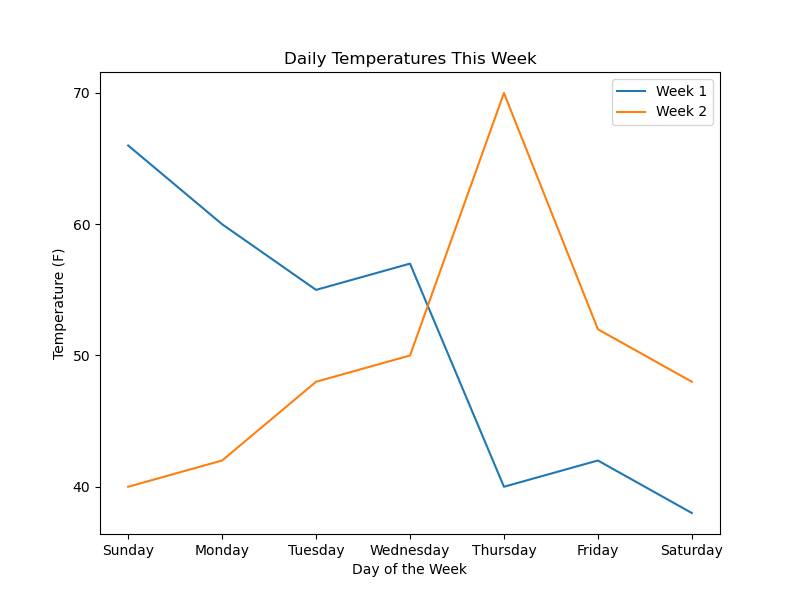 Daily Temperatures This Week
Week 1
Week 2
70
60
50
40
Temperature (F)
Sunday Monday Tuesday Wednesday Thursday Friday Saturday
Day of the Week